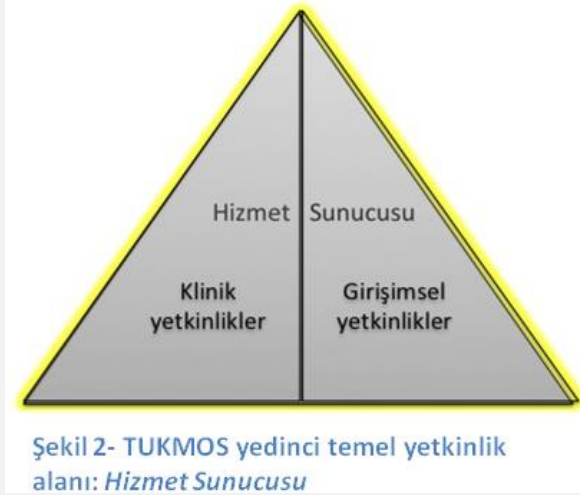 Hizmet Sunucusu
Klinik yetkinlikler
Girişimsel yetkinlikler
Şekil 2- TUKMOS yedinci temel yetkinlik
alanı: Hizmet Sunucusu